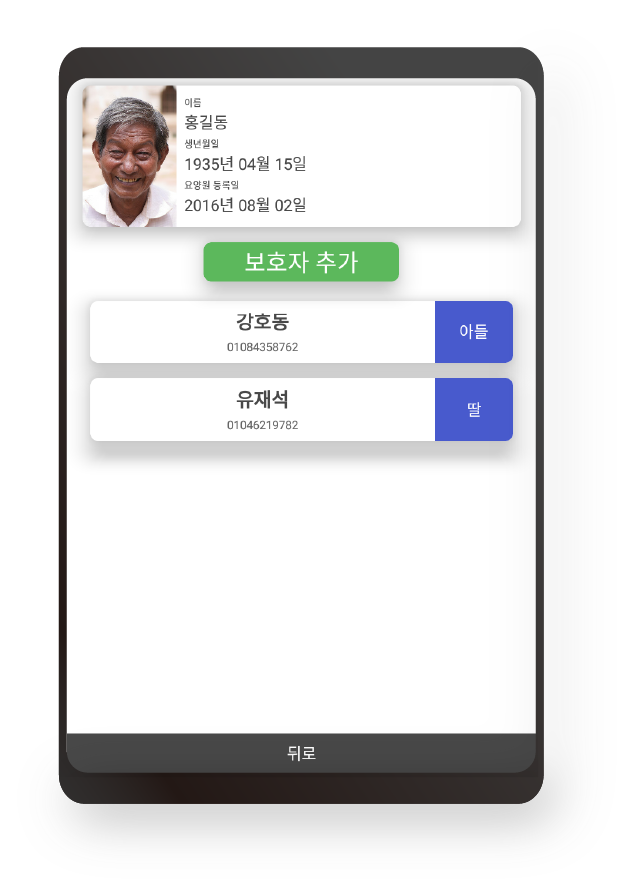 이름
홍길동
생년월일
1935년 04월 15일
요양원 등록일
2016년 08월 02일
보호자 추가
강호동
01084358762
아들
유재석
01046219782
딸
뒤로